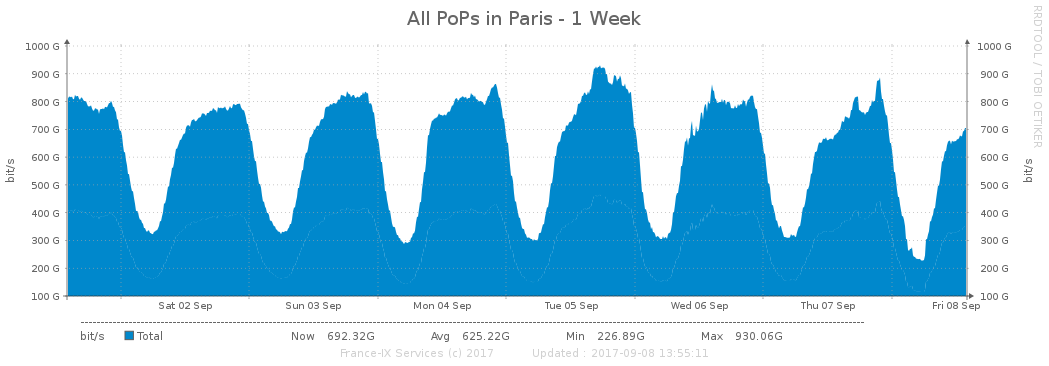 All PoPs in Paris - 1 Week
RRDTOOL / TOBI OETIKER
bit/s
1000 G
900 G
800 G
700 G
600 G
500 G
400 G
300 G
200 G
100 G
1000 G
900 G
800 G
700 G
600 G
500 G
400 G
300 G
200 G
100 G
bit/s
Sat 02 Sep Sun 03 Sep Mon 04 Sep Tue 05 Sep Wed 06 Sep Thu 07 Sep Fri 08 Sep
bit/s Total Now 692.32G Avg 625.22G Min 226.89G Max 930.06G
France-IX Services (c) 2017 Updated : 2017-09-08 13:55:11